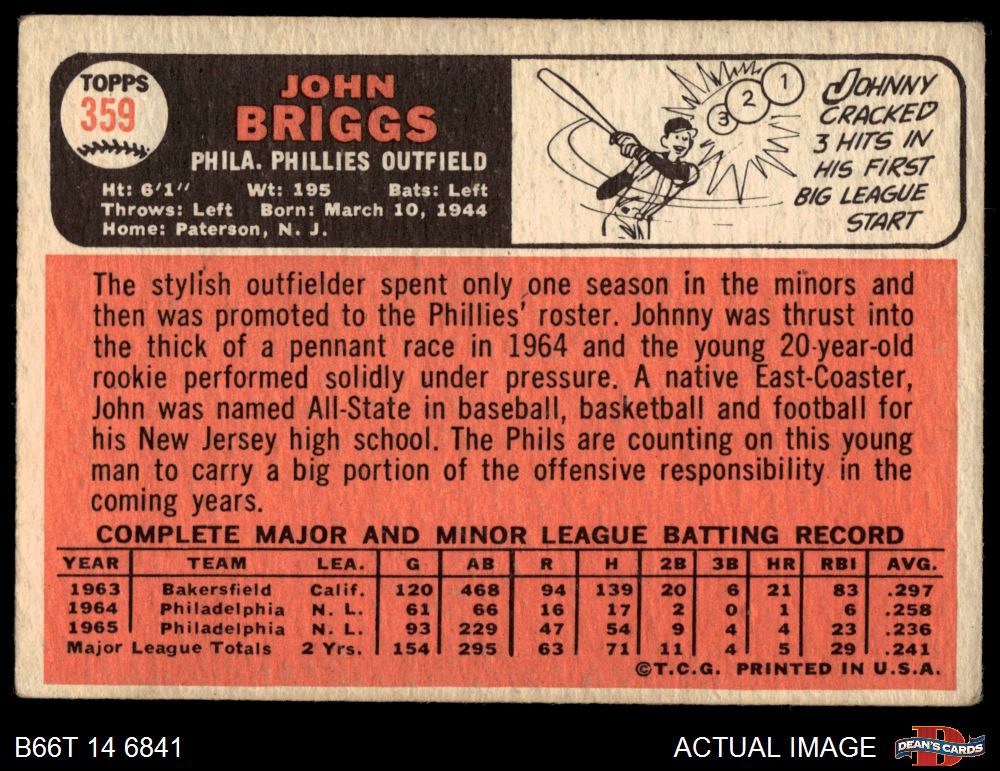 TOPPS
359
JOHN
BRIGGS
PHILA. PHILLIES OUTFIELD
Ht: 6'1" Wt: 195 Bats: Left
Throws: Left Born: March 10, 1944
Home: Paterson, N. J.
1
2
3
JOHNNY
CRACKED
3 HITS IN
HIS FIRST
BIG LEAGUE
START
The stylish outfielder spent only one season in the minors and
then was promoted to the Phillies' roster. Johnny was thrust into
the thick of a pennant race in 1964 and the young 20-year-old
rookie performed solidly under pressure. A native East-Coaster,
John was named All-State in baseball, basketball and football for
his New Jersey high school. The Phils are counting on this young
man to carry a big portion of the offensive responsibility in the
coming years.
COMPLETE MAJOR AND MINOR LEAGUE BATTING RECORD
YEAR TEAM LEA. G AB R H 2B 3B HR RBI AVG.
1963 Bakersfield Calif. 120 468 94 139 20 6 21 83 .297
1964 Philadelphia N. L. 61 66 16 17 2 0 1 6 .258
1965 Philadelphia N. L. 93 229 47 54 9 4 4 23 .236
Major League Totals 2 Yrs. 154 295 63 71 11 4 5 29 .241
©T.C.G. PRINTED IN U.S.A.
B66T 14 6841
ACTUAL IMAGE
D
DEAN'S CARDS